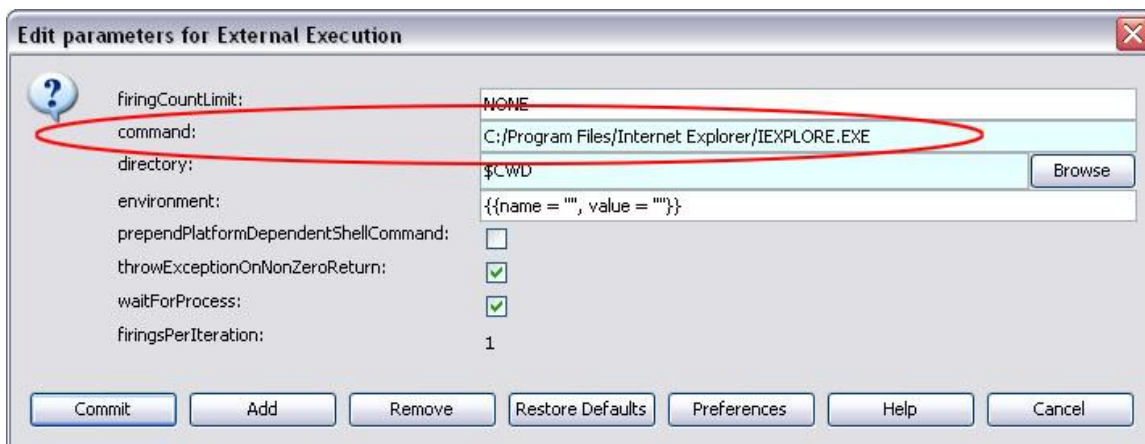 Edit parameters for External Execution
?
firingCountLimit: NONE
command: C:/Program Files/Internet Explorer/IEXPLORE.EXE
directory: $CWD Browse
environment: {{name = "", value = ""}}
prependPlatformDependentShellCommand:
throwExceptionOnNonZeroReturn:
waitForProcess:
firingsPerIteration: 1
Commit Add Remove Restore Defaults Preferences Help Cancel